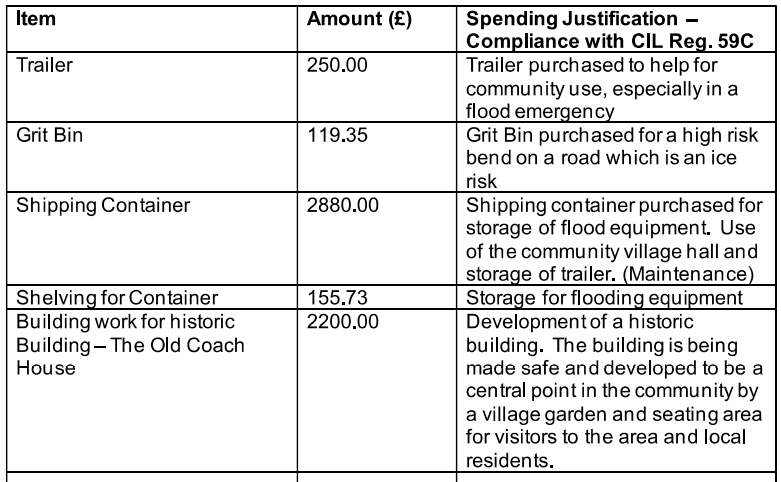 Item Amount (£) Spending Justification –
Compliance with CIL Reg. 59C
Trailer 250.00 Trailer purchased to help for
community use, especially in a
flood emergency
Grit Bin 119.35 Grit Bin purchased for a high risk
bend on a road which is an ice
risk
Shipping Container 2880.00 Shipping container purchased for
storage of flood equipment. Use
of the community village hall and
storage of trailer. (Maintenance)
Shelving for Container 155.73 Storage for flooding equipment
Building work for historic 2200.00 Development of a historic
Building – The Old Coach building. The building is being
House made safe and developed to be a
central point in the community by
a village garden and seating area
for visitors to the area and local
residents.